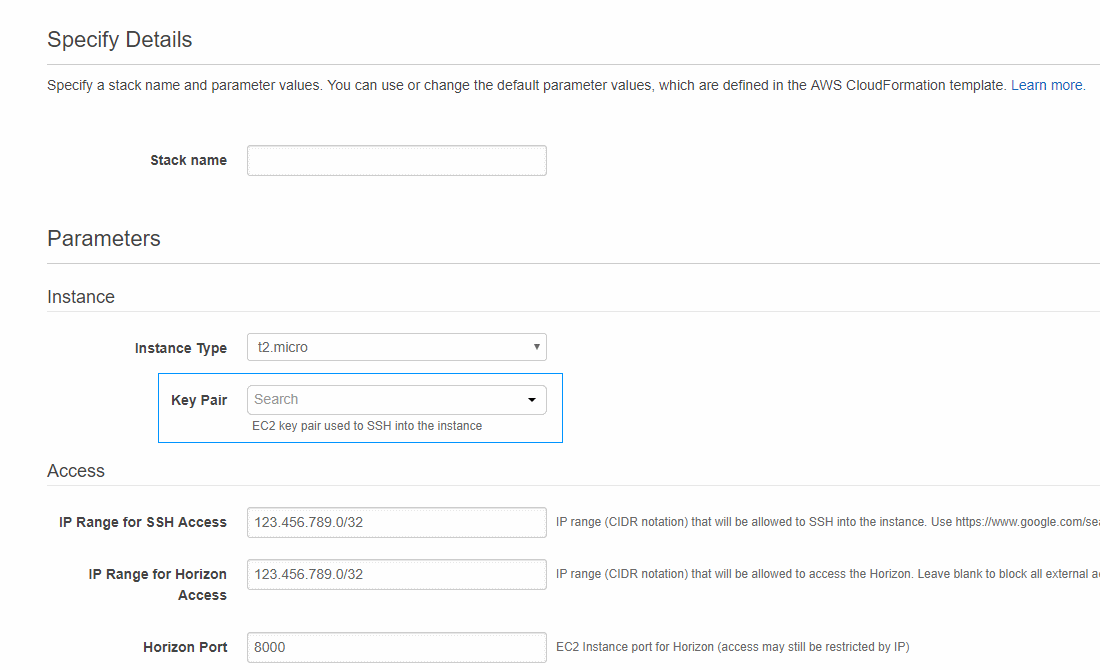 Specify Details
Specify a stack name and parameter values. You can use or change the default parameter values, which are defined in the AWS CloudFormation template. Learn more.
Stack name
Parameters
Instance
Instance Type t2.micro
Key Pair Search
EC2 key pair used to SSH into the instance
Access
IP Range for SSH Access 123.456.789.0/32 IP range (CIDR notation) that will be allowed to SSH into the instance. Use https://www.google.com/sea
IP Range for Horizon 123.456.789.0/32 IP range (CIDR notation) that will be allowed to access the Horizon. Leave blank to block all external a
Access
Horizon Port 8000 EC2 Instance port for Horizon (access may still be restricted by IP)